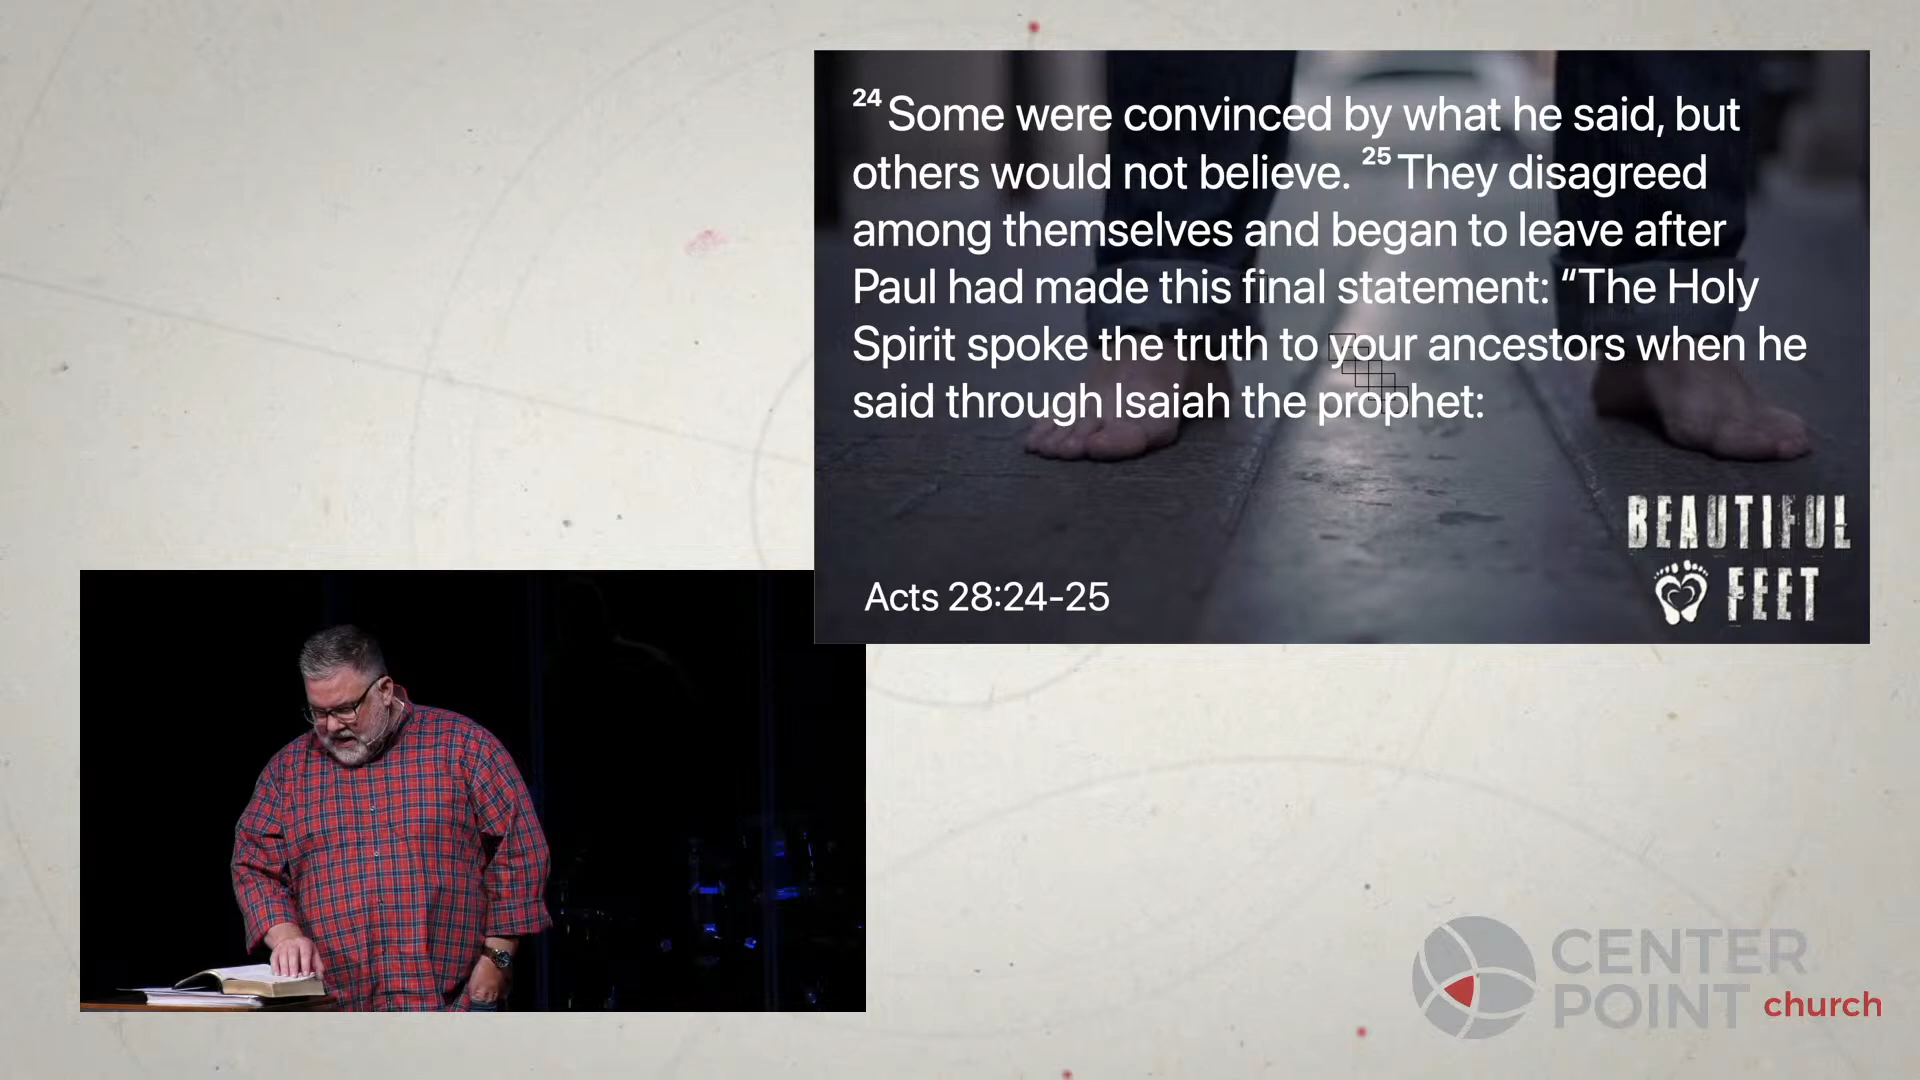 24 Some were convinced by what he said, but
others would not believe. 25 They disagreed
among themselves and began to leave after
Paul had made this final statement: “The Holy
Spirit spoke the truth to your ancestors when he
said through Isaiah the prophet:
Acts 28:24-25
BEAUTIFUL
FEET
CENTER
POINT church